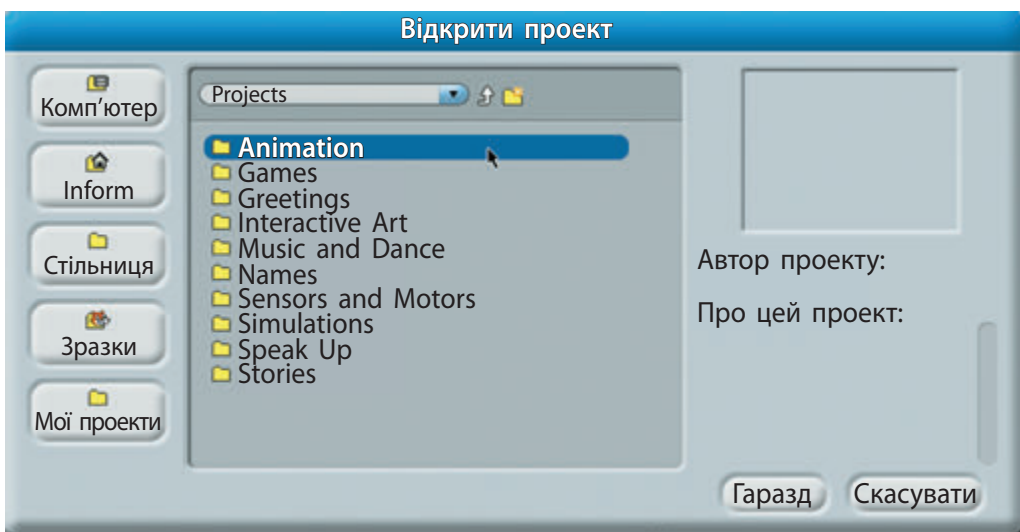 Відкрити проект
Комп'ютер
Inform
Стільниця
Зразки
Мої проекти
Projects
Animation
Games
Greetings
Interactive Art
Music and Dance
Names
Sensors and Motors
Simulations
Speak Up
Stories
Автор проекту:
Про цей проект:
Гаразд
Скасувати